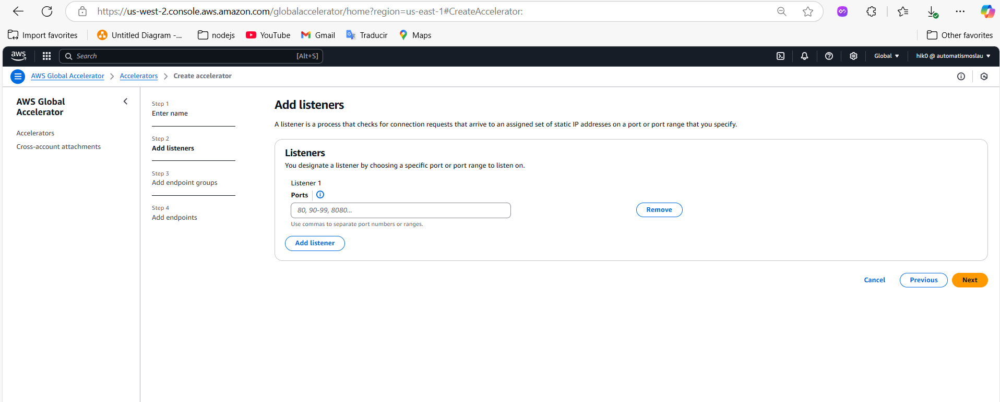 https://us-west-2.console.aws.amazon.com/globalaccelerator/home?region=us-east-1#CreateAccelerator:
Import favorites
Untitled Diagram -...
nodejs
YouTube
Gmail
Traducir
Maps
Other favorites
aws
Search
[Alt+S]
Global
hik0 @ automatismoslau
AWS Global Accelerator
Accelerators
Create accelerator
AWS Global
Accelerator
Accelerators
Cross-account attachments
Step 1
Enter name
Step 2
Add listeners
Step 3
Add endpoint groups
Step 4
Add endpoints
Add listeners
A listener is a process that checks for connection requests that arrive to an assigned set of static IP addresses on a port or port range that you specify.
Listeners
You designate a listener by choosing a specific port or port range to listen on.
Listener 1
Ports
80, 90-99, 8080...
Remove
Use commas to separate port numbers or ranges.
Add listener
Cancel
Previous
Next